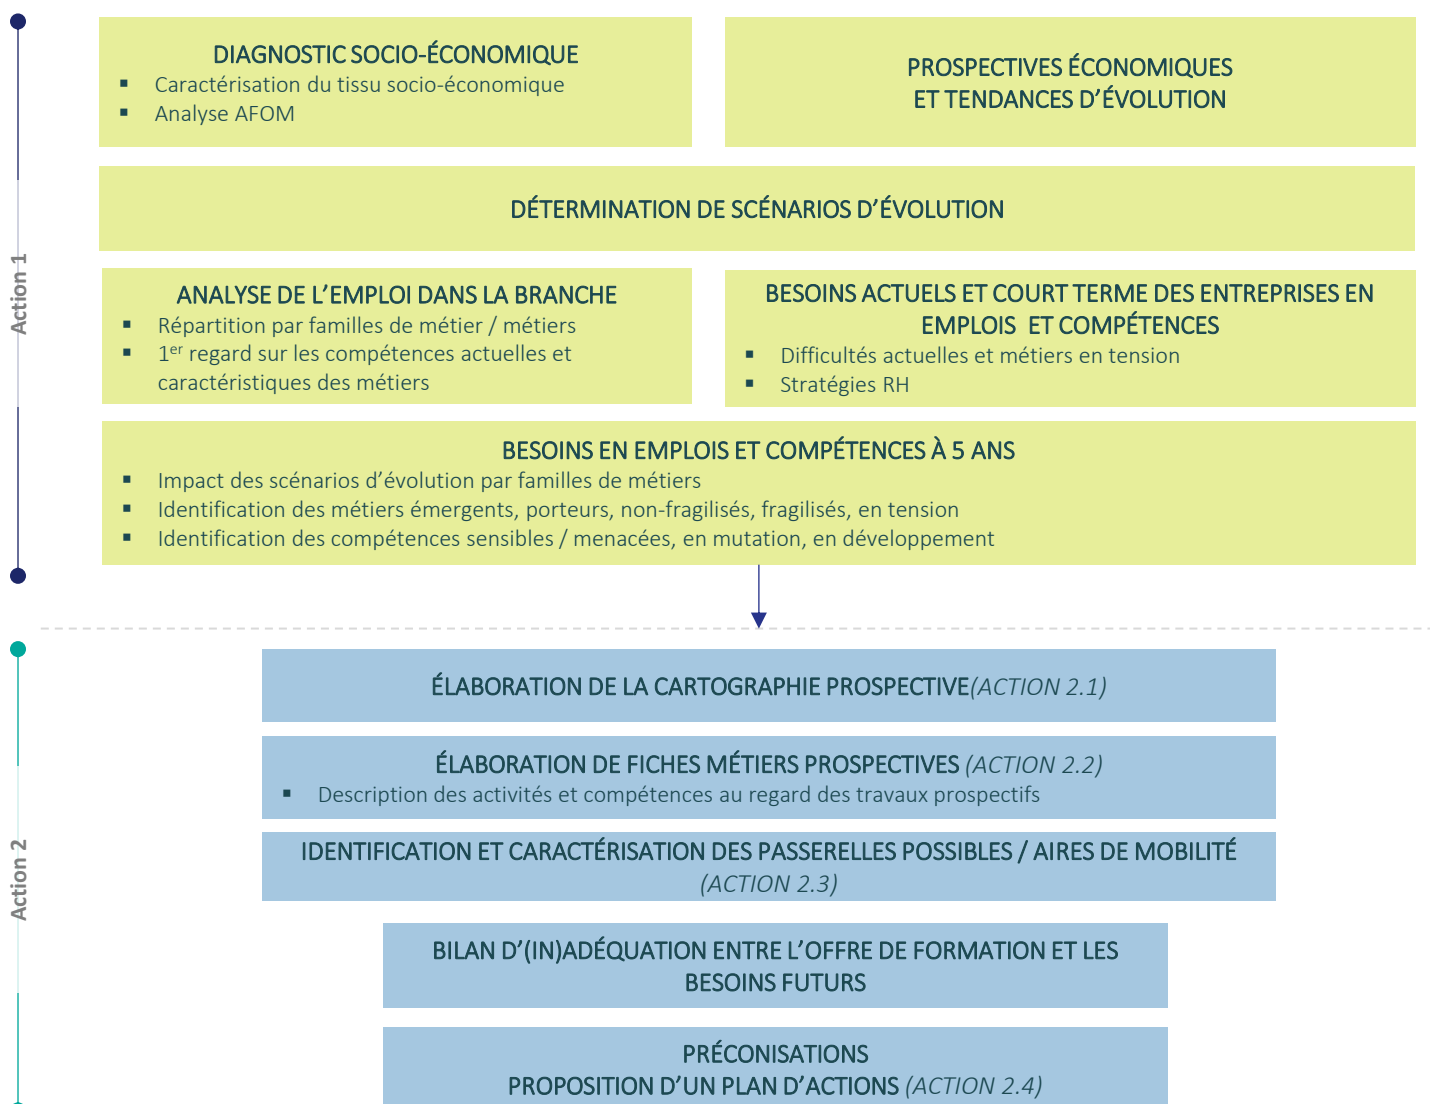 Action 1
DIAGNOSTIC SOCIO-ÉCONOMIQUE
▪ Caractérisation du tissu socio-économique
▪ Analyse AFOM
PROSPECTIVES ÉCONOMIQUES
ET TENDANCES D’ÉVOLUTION
DÉTERMINATION DE SCÉNARIOS D’ÉVOLUTION
ANALYSE DE L’EMPLOI DANS LA BRANCHE
▪ Répartition par familles de métier / métiers
▪ 1er regard sur les compétences actuelles et
caractéristiques des métiers
BESOINS ACTUELS ET COURT TERME DES ENTREPRISES EN
EMPLOIS ET COMPÉTENCES
▪ Difficultés actuelles et métiers en tension
▪ Stratégies RH
BESOINS EN EMPLOIS ET COMPÉTENCES À 5 ANS
▪ Impact des scénarios d’évolution par familles de métiers
▪ Identification des métiers émergents, porteurs, non-fragilisés, fragilisés, en tension
▪ Identification des compétences sensibles / menacées, en mutation, en développement
Action 2
ÉLABORATION DE LA CARTOGRAPHIE PROSPECTIVE(ACTION 2.1)
ÉLABORATION DE FICHES MÉTIERS PROSPECTIVES (ACTION 2.2)
▪ Description des activités et compétences au regard des travaux prospectifs
IDENTIFICATION ET CARACTÉRISATION DES PASSERELLES POSSIBLES / AIRES DE MOBILITÉ
(ACTION 2.3)
BILAN D’(IN)ADÉQUATION ENTRE L’OFFRE DE FORMATION ET LES
BESOINS FUTURS
PRÉCONISATIONS
PROPOSITION D’UN PLAN D’ACTIONS (ACTION 2.4)